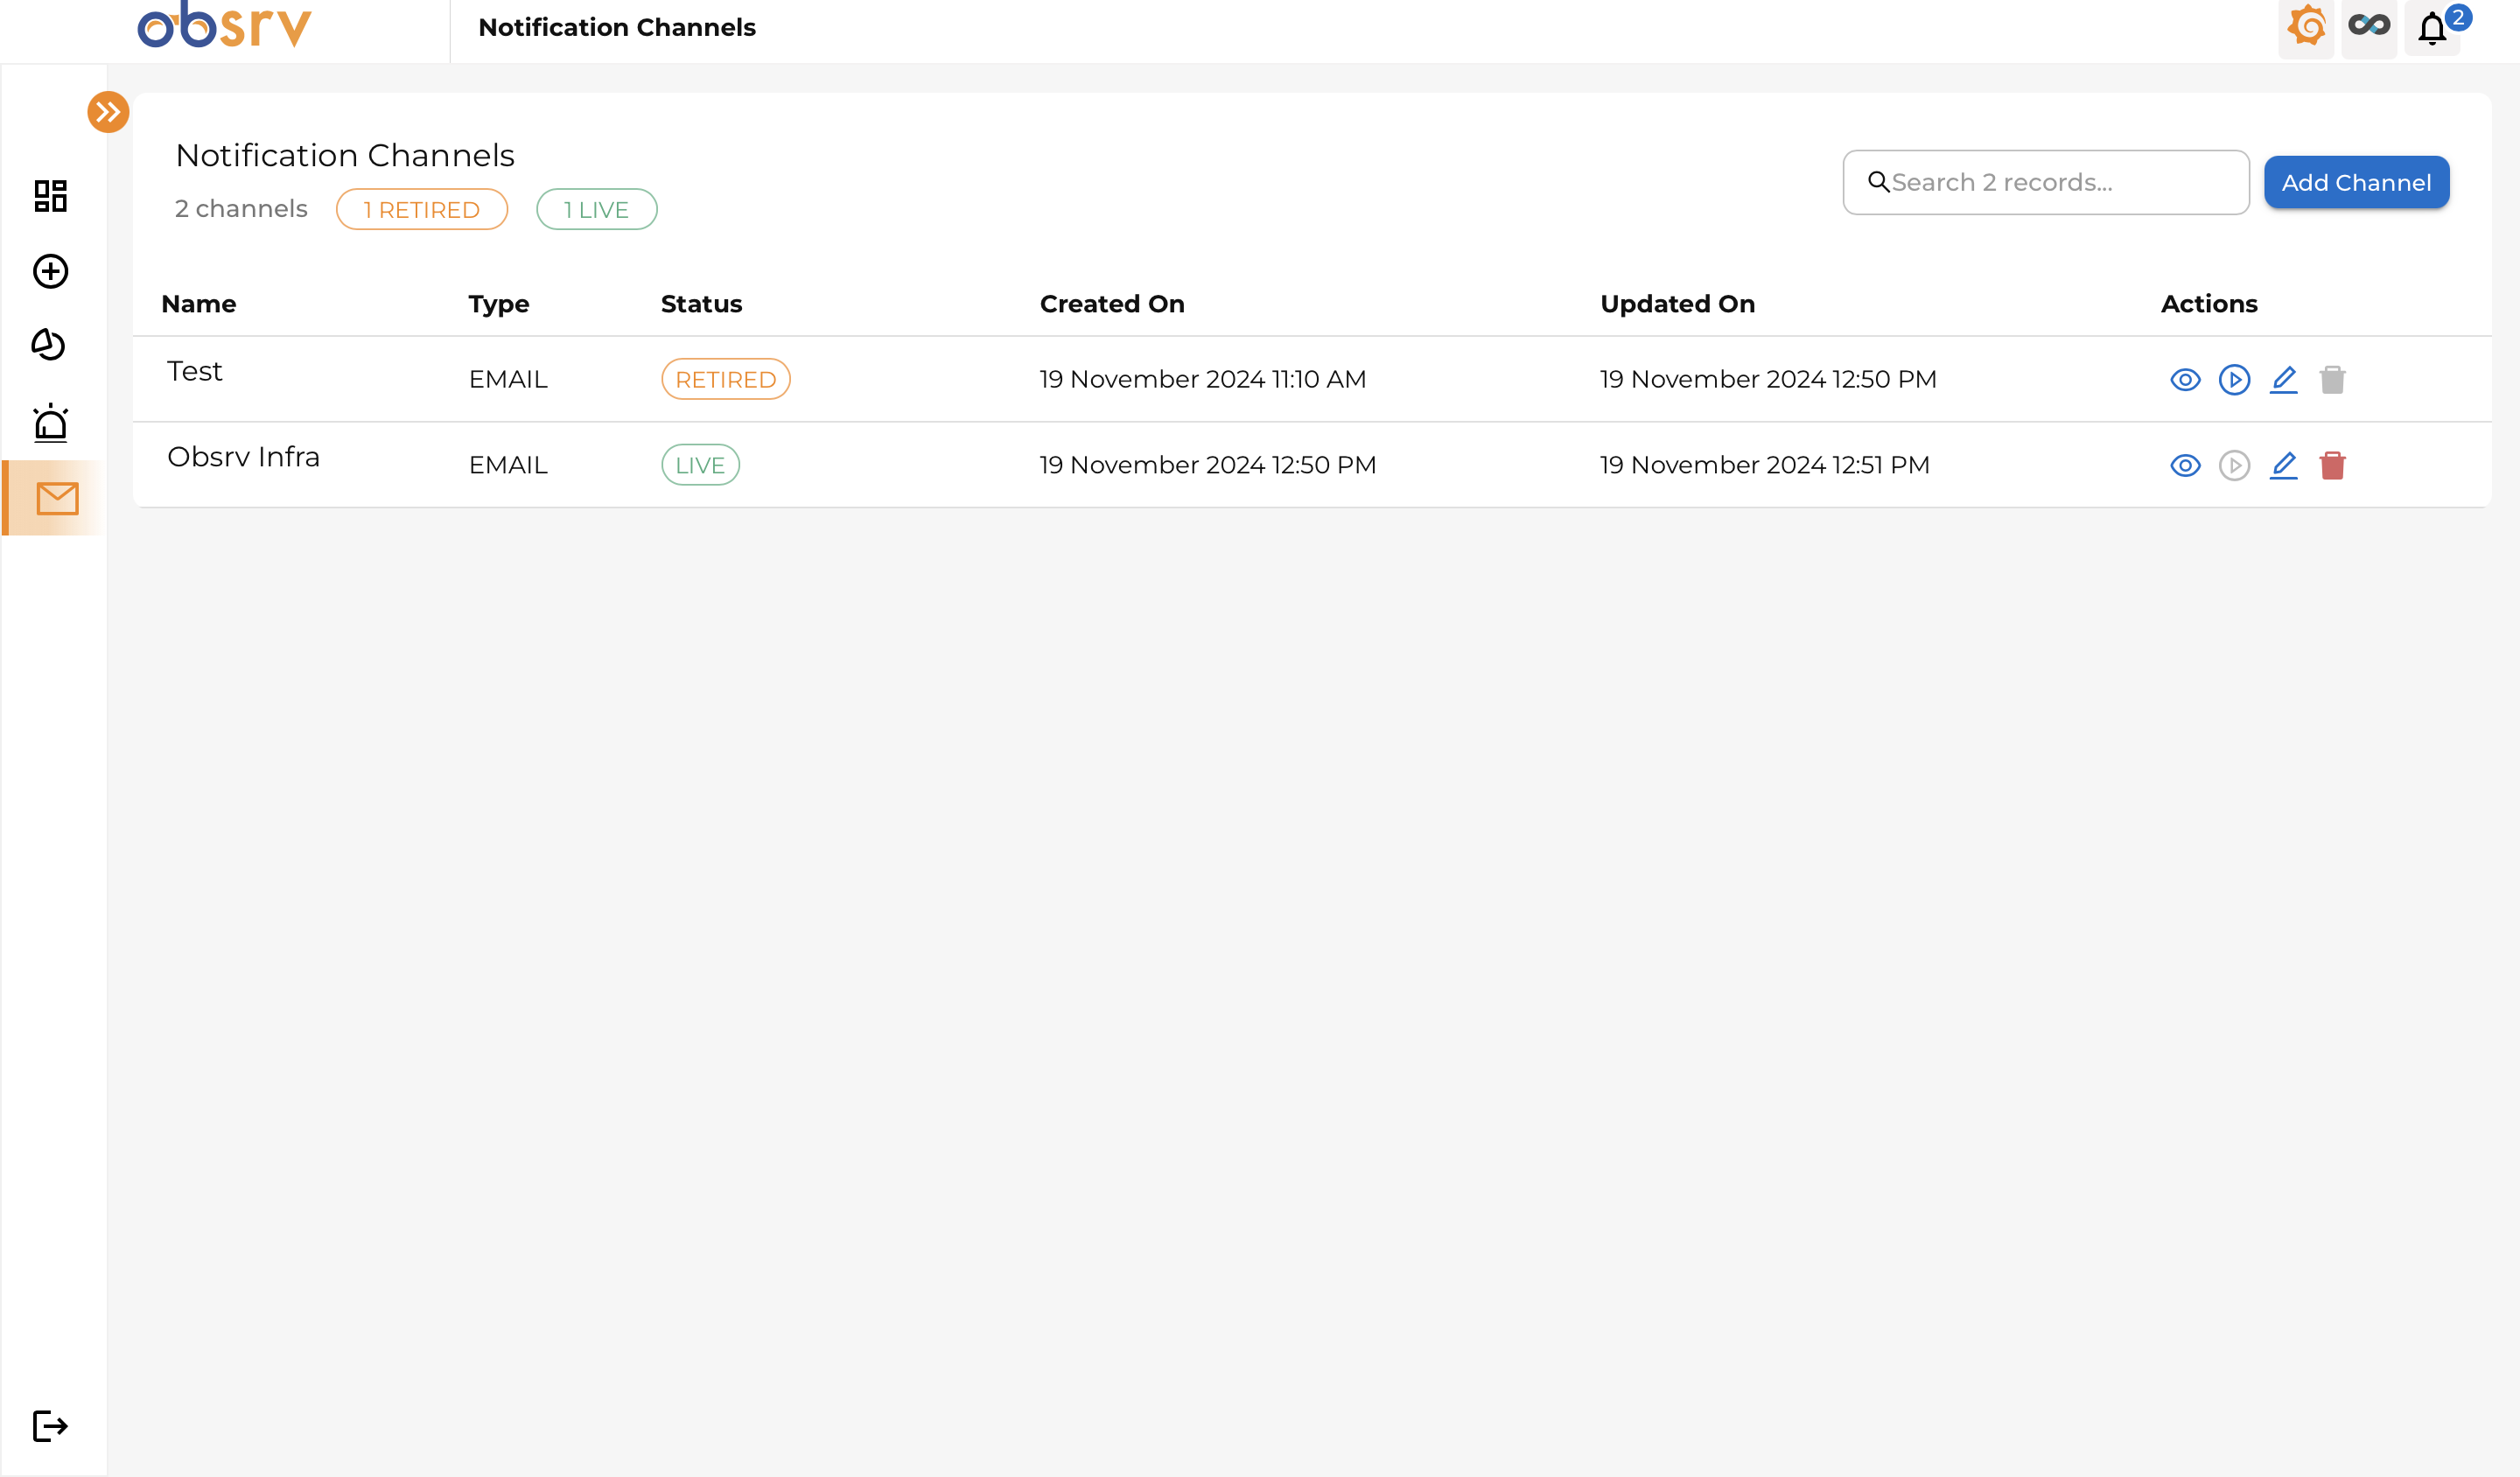 obsrv
Notification Channels
2
Notification Channels
2 channels 1 RETIRED 1 LIVE
Search 2 records...
Add Channel
Name Type Status Created On Updated On Actions
Test EMAIL RETIRED 19 November 2024 11:10 AM 19 November 2024 12:50 PM
Obsrv Infra EMAIL LIVE 19 November 2024 12:50 PM 19 November 2024 12:51 PM